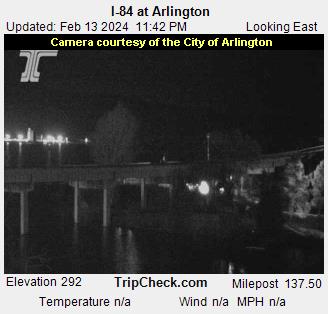 I-84 at Arlington
Updated: Feb 13 2024 11:42 PM Looking East
Camera courtesy of the City of Arlington
Elevation 292 TripCheck.com Milepost 137.50
Temperature n/a Wind n/a MPH n/a